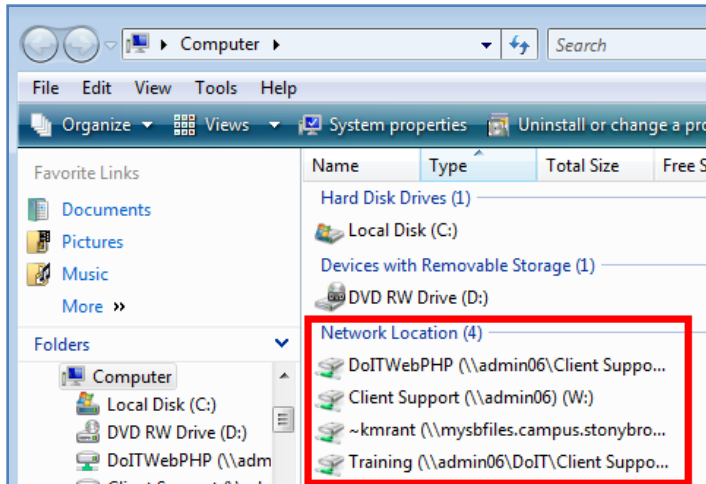 Computer
Search
File Edit View Tools Help
Organize Views System properties Uninstall or change a pro
Favorite Links
Documents
Pictures
Music
More »
Folders
Computer
Local Disk (C:)
DVD RW Drive (D:)
DoITWebPHP (\\adm
Name Type Total Size Free S
Hard Disk Drives (1)
Local Disk (C:)
Devices with Removable Storage (1)
DVD RW Drive (D:)
Network Location (4)
DoITWebPHP (\\admin06\Client Suppo...
Client Support (\\admin06) (W:)
~kmrant (\\mysbfiles.campus.stonybro...
Training (\\admin06\DoIT\Client Suppo...